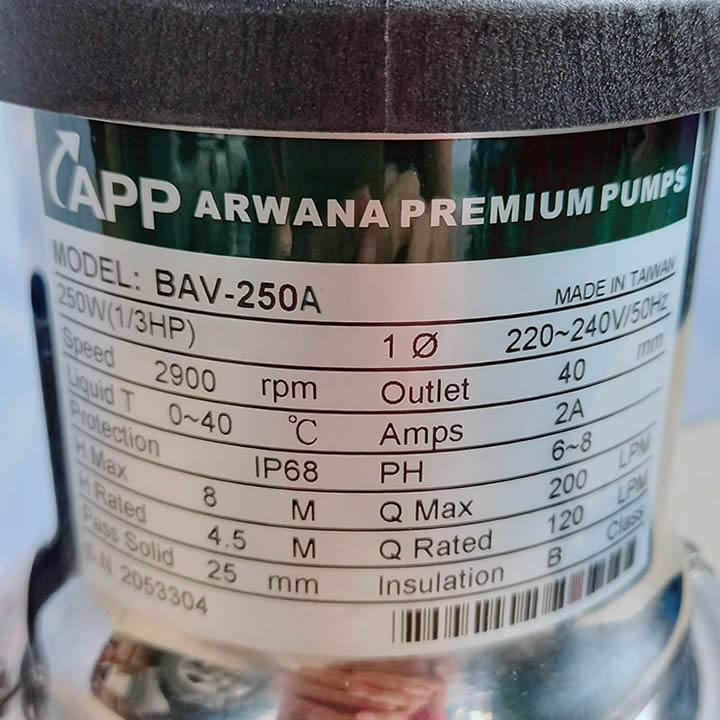 APP ARWANA PREMIUM PUMPS
MODEL: BAV-250A MADE IN TAIWAN
250W(1/3HP) 1 Ø 220~240V/50Hz
Speed 2900 rpm Outlet 40 mm
Liquid T 0~40 ℃ Amps 2A
Protection IP68 PH 6~8
H Max 8 M Q Max 200 LPM
H Rated 4.5 M Q Rated 120 LPM
Pass Solid 25 mm Insulation B Class
S.N. 2053304